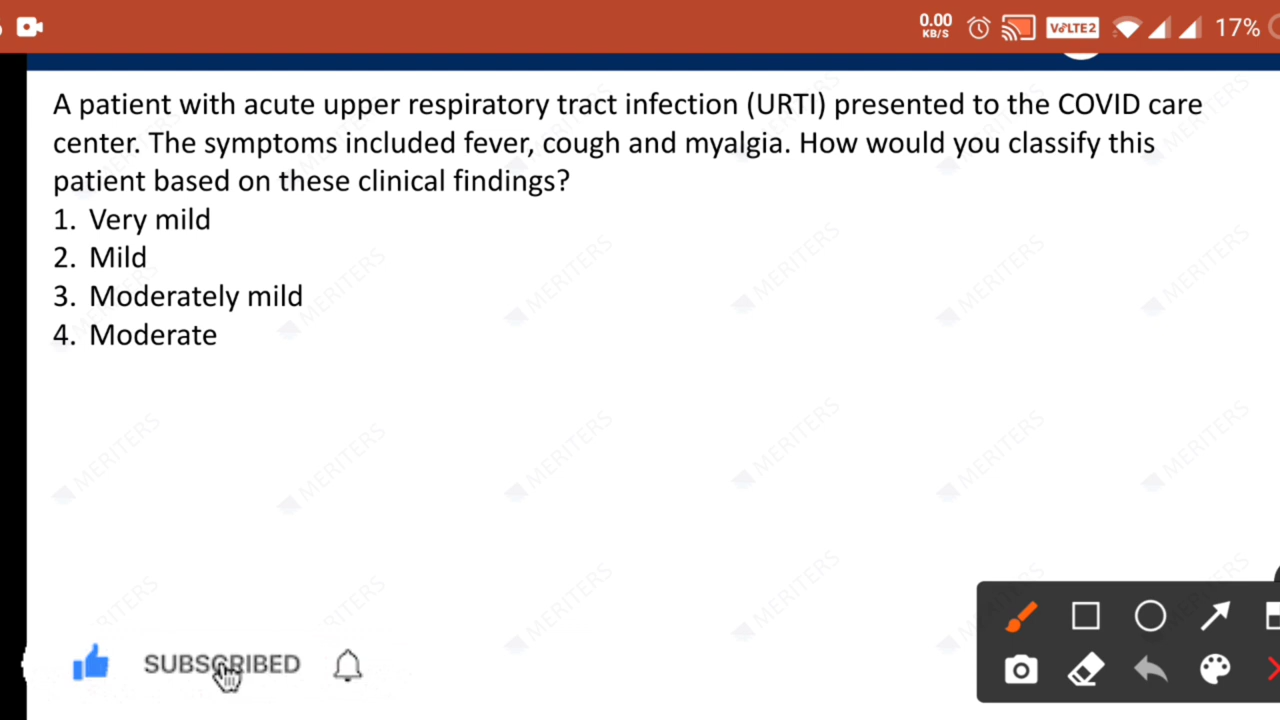 0.00
KB/S
VoLTE2
17%
A patient with acute upper respiratory tract infection (URTI) presented to the COVID care
center. The symptoms included fever, cough and myalgia. How would you classify this
patient based on these clinical findings?
1. Very mild
2. Mild
3. Moderately mild
4. Moderate
MERITERS
SUBSCRIBED